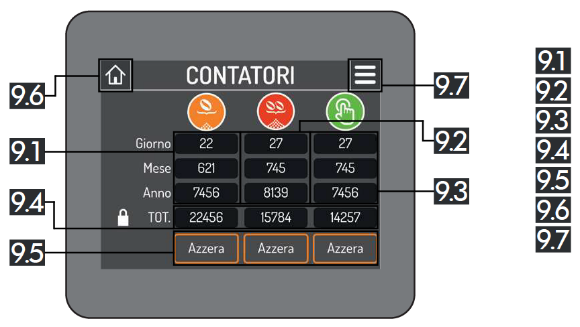 CONTATORI
9.6
9.7
9.1
Giorno 22 27 27
9.2
Mese 621 745 745
Anno 7456 8139 7456
9.3
9.4
TOT. 22456 15784 14257
9.5
Azzera Azzera Azzera
9.1
9.2
9.3
9.4
9.5
9.6
9.7